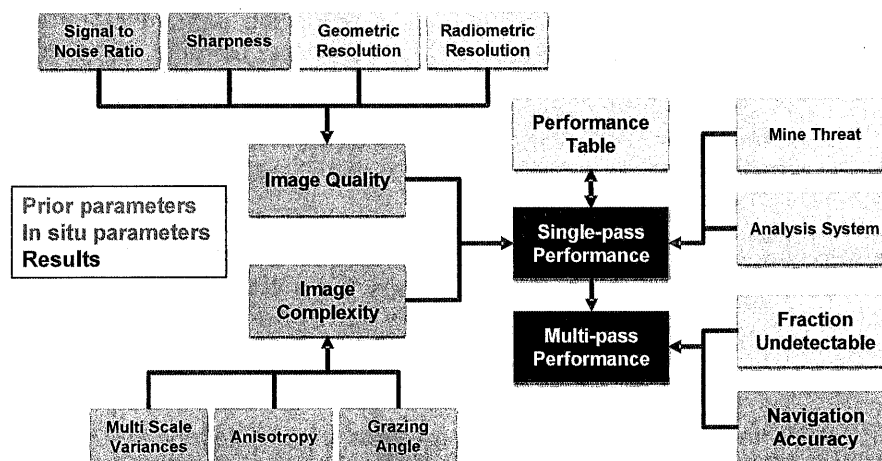 Signal to
Noise Ratio
Sharpness
Geometric
Resolution
Radiometric
Resolution
Performance
Table
Mine Threat
Image Quality
Prior parameters
In situ parameters
Results
Single-pass
Performance
Analysis System
Image
Complexity
Multi-pass
Performance
Fraction
Undetectable
Multi Scale
Variances
Anisotropy
Grazing
Angle
Navigation
Accuracy